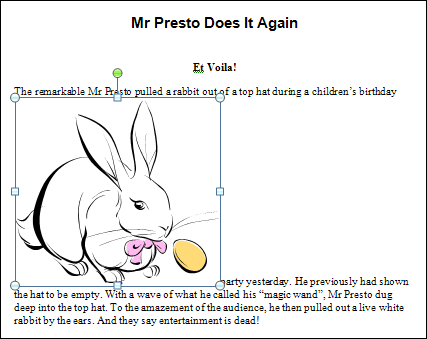 Mr Presto Does It Again
Et Voila!
The remarkable Mr Presto pulled a rabbit out of a top hat during a children’s birthday
party yesterday. He previously had shown
the hat to be empty. With a wave of what he called his “magic wand”, Mr Presto dug
deep into the top hat. To the amazement of the audience, he then pulled out a live white
rabbit by the ears. And they say entertainment is dead!